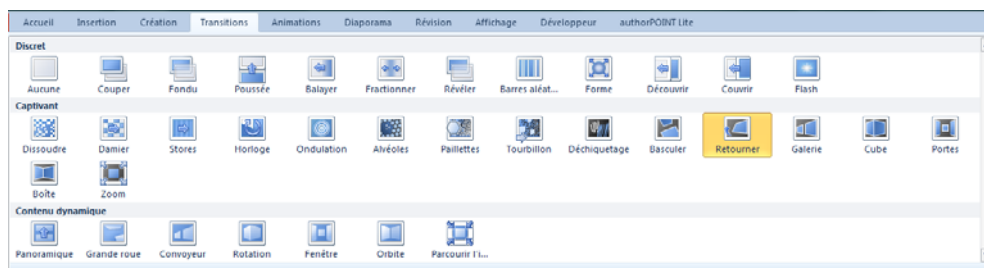 Accueil Insertion Création Transitions Animations Diaporama Révision Affichage Développeur authorPOINT Lite
Discret
Aucune Couper Fondu Poussée Balayer Fractionner Révéler Barres aléat... Forme Découvrir Couvrir Flash
Captivant
Dissoudre Damier Stores Horloge Ondulation Alvéoles Paillettes Tourbillon Déchiquetage Basculer Retourner Galerie Cube Portes
Boîte Zoom
Contenu dynamique
Panoramique Grande roue Convoyeur Rotation Fenêtre Orbite Parcourir l'i...